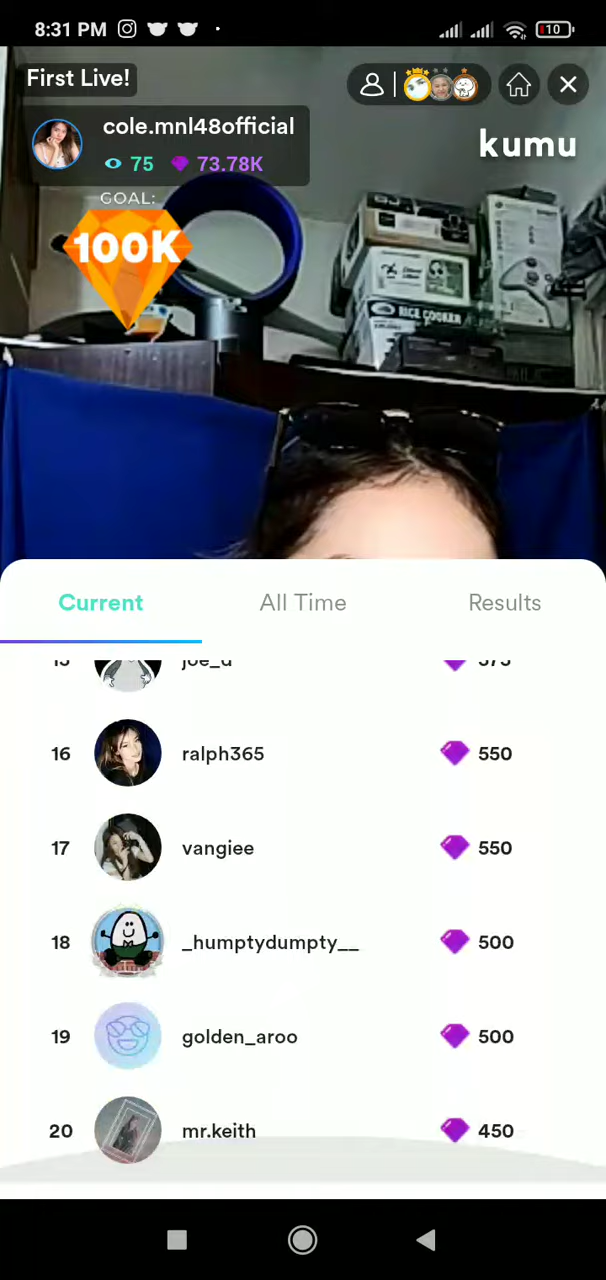 8:31 PM
10
First Live!
cole.mnl48official
75 73.78K
kumu
GOAL:
100K
RICE COOKER
Current All Time Results
joe_d
16 ralph365 550
17 vangiee 550
18 _humptydumpty__ 500
19 golden_aroo 500
20 mr.keith 450